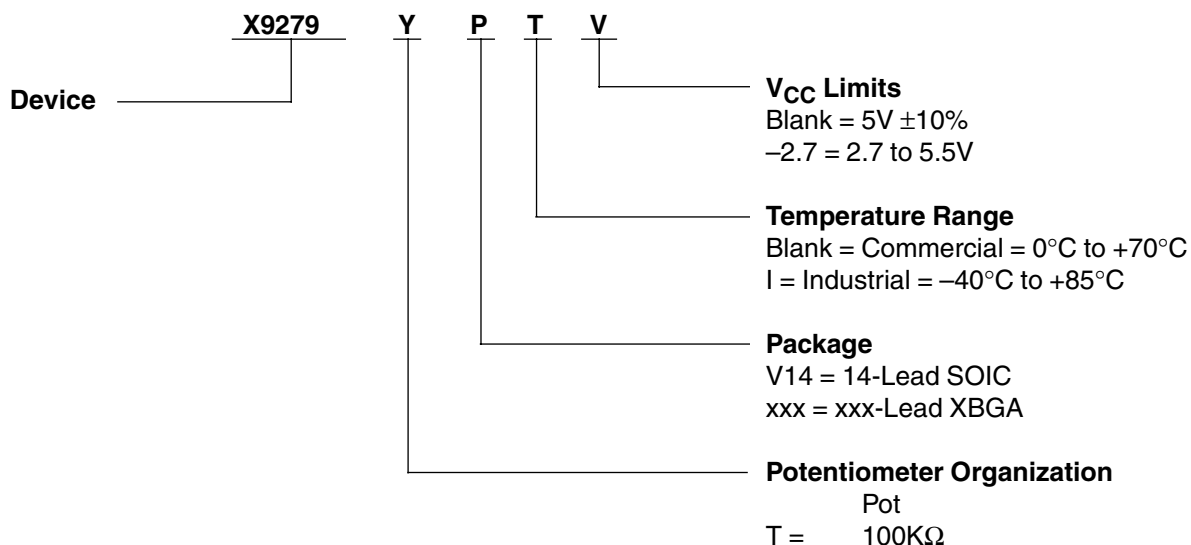 X9279 Y P T V
Device
VCC Limits
Blank = 5V ±10%
–2.7 = 2.7 to 5.5V
Temperature Range
Blank = Commercial = 0°C to +70°C
I = Industrial = –40°C to +85°C
Package
V14 = 14-Lead SOIC
xxx = xxx-Lead XBGA
Potentiometer Organization
Pot
T = 100KΩ